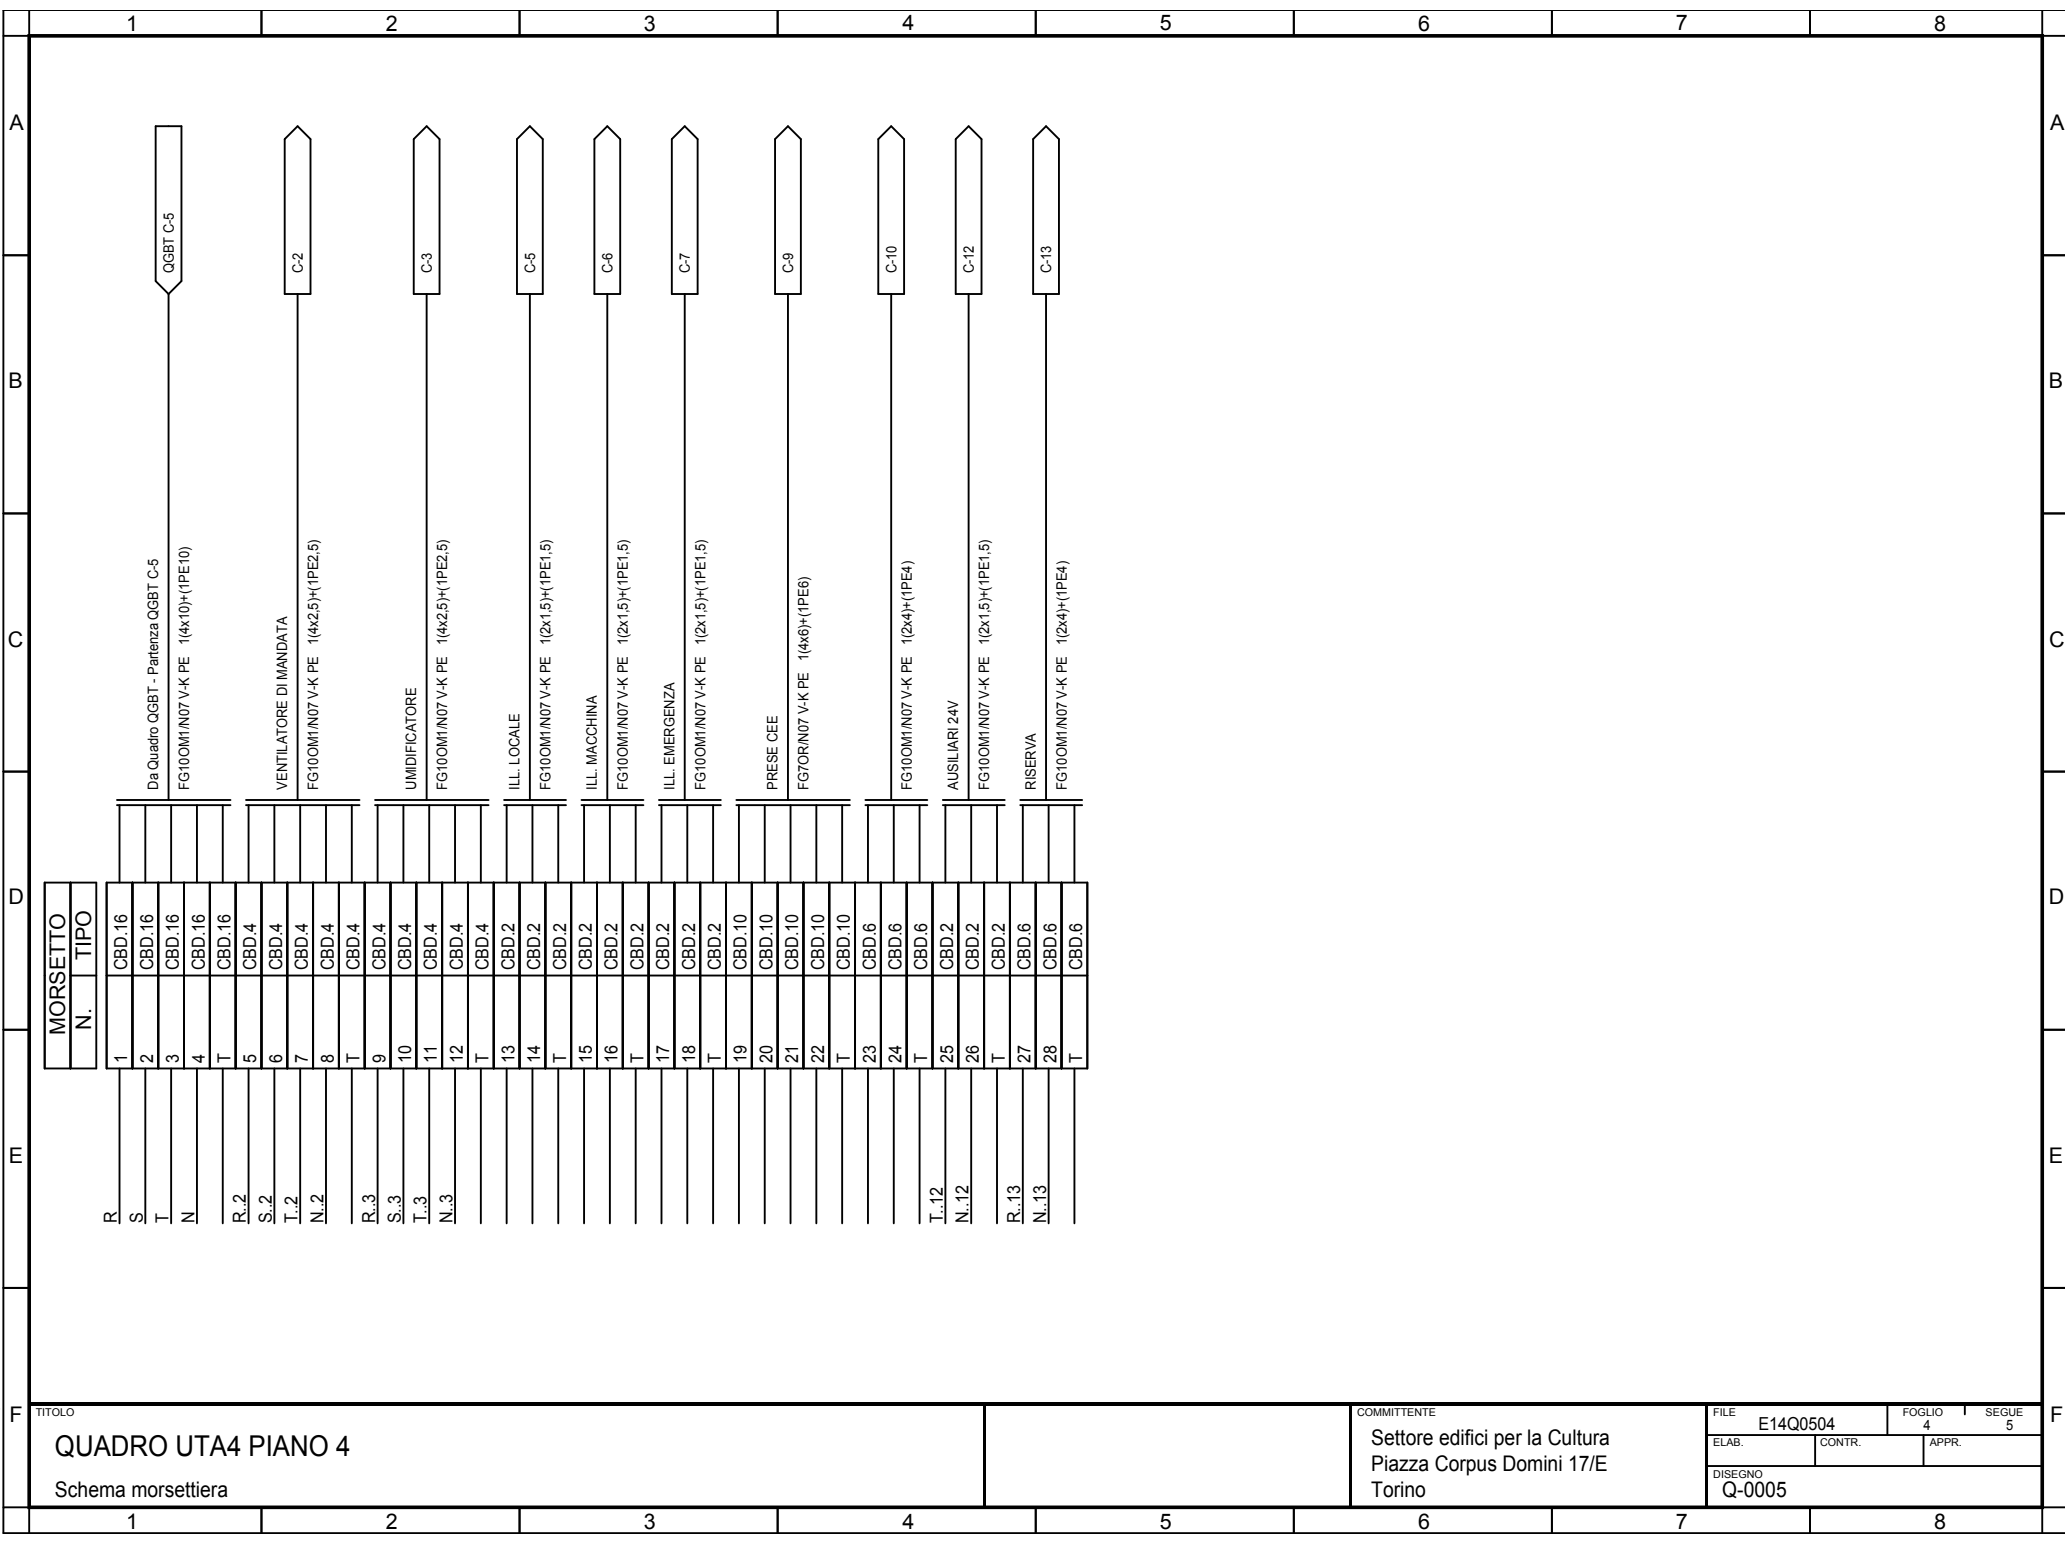 1 2 3 4 5 6 7 8
A A
B B
C C
D D
E E
F F
QGBT C-5
C-2
C-3
C-5
C-6
C-7
C-9
C-10
C-12
C-13
Da Quadro QGBT - Partenza QGBT C-5
FG10OM1/N07 V-K PE 1(4x10)+(1PE10)
VENTILATORE DI MANDATA
FG10OM1/N07 V-K PE 1(4x2,5)+(1PE2,5)
UMIDIFICATORE
FG10OM1/N07 V-K PE 1(4x2,5)+(1PE2,5)
ILL. LOCALE
FG10OM1/N07 V-K PE 1(2x1,5)+(1PE1,5)
ILL. MACCHINA
FG10OM1/N07 V-K PE 1(2x1,5)+(1PE1,5)
ILL. EMERGENZA
FG10OM1/N07 V-K PE 1(2x1,5)+(1PE1,5)
PRESE CEE
FG7OR/N07 V-K PE 1(4x6)+(1PE6)
FG10OM1/N07 V-K PE 1(2x4)+(1PE4)
AUSILIARI 24V
FG10OM1/N07 V-K PE 1(2x1,5)+(1PE1,5)
RISERVA
FG10OM1/N07 V-K PE 1(2x4)+(1PE4)
MORSETTO
N. TIPO
R 1 CBD.16
S 2 CBD.16
T 3 CBD.16
N 4 CBD.16
T CBD.16
R..2 5 CBD.4
S..2 6 CBD.4
T..2 7 CBD.4
N..2 8 CBD.4
T CBD.4
R..3 9 CBD.4
S..3 10 CBD.4
T..3 11 CBD.4
N..3 12 CBD.4
T CBD.4
13 CBD.2
14 CBD.2
T CBD.2
15 CBD.2
16 CBD.2
T CBD.2
17 CBD.2
18 CBD.2
T CBD.2
19 CBD.10
20 CBD.10
21 CBD.10
22 CBD.10
T CBD.10
23 CBD.6
24 CBD.6
T CBD.6
T..12 25 CBD.2
N..12 26 CBD.2
T CBD.2
R..13 27 CBD.6
N..13 28 CBD.6
T CBD.6
TITOLO
QUADRO UTA4 PIANO 4
Schema morsettiera
COMMITTENTE
Settore edifici per la Cultura
Piazza Corpus Domini 17/E
Torino
FILE
E14Q0504
FOGLIO
4
SEGUE
5
ELAB. CONTR. APPR.
DISEGNO
Q-0005
1 2 3 4 5 6 7 8